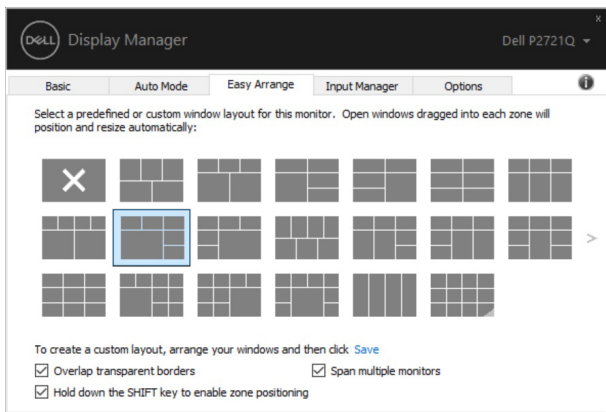 x
DELL Display Manager
Dell P2721Q
Basic Auto Mode Easy Arrange Input Manager Options i
Select a predefined or custom window layout for this monitor. Open windows dragged into each zone will
position and resize automatically:
>
To create a custom layout, arrange your windows and then click Save
Overlap transparent borders Span multiple monitors
Hold down the SHIFT key to enable zone positioning